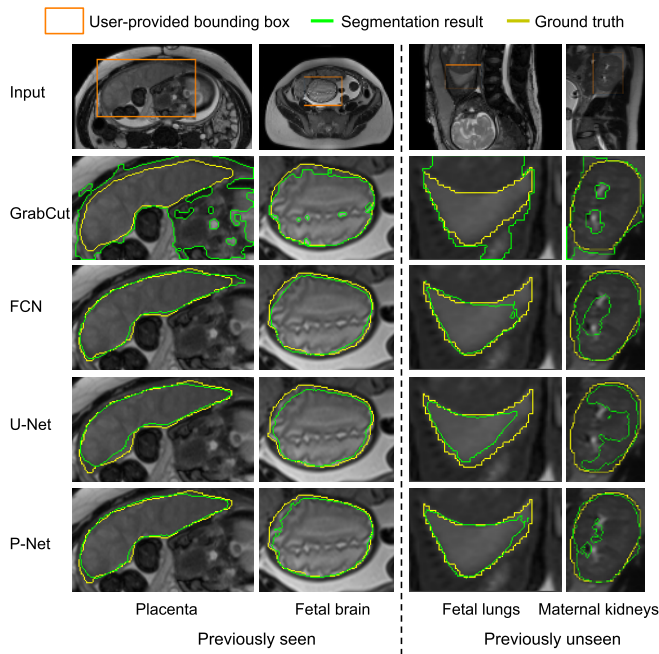 User-provided bounding box Segmentation result Ground truth
Input
GrabCut
FCN
U-Net
P-Net
Placenta Fetal brain Fetal lungs Maternal kidneys
Previously seen Previously unseen